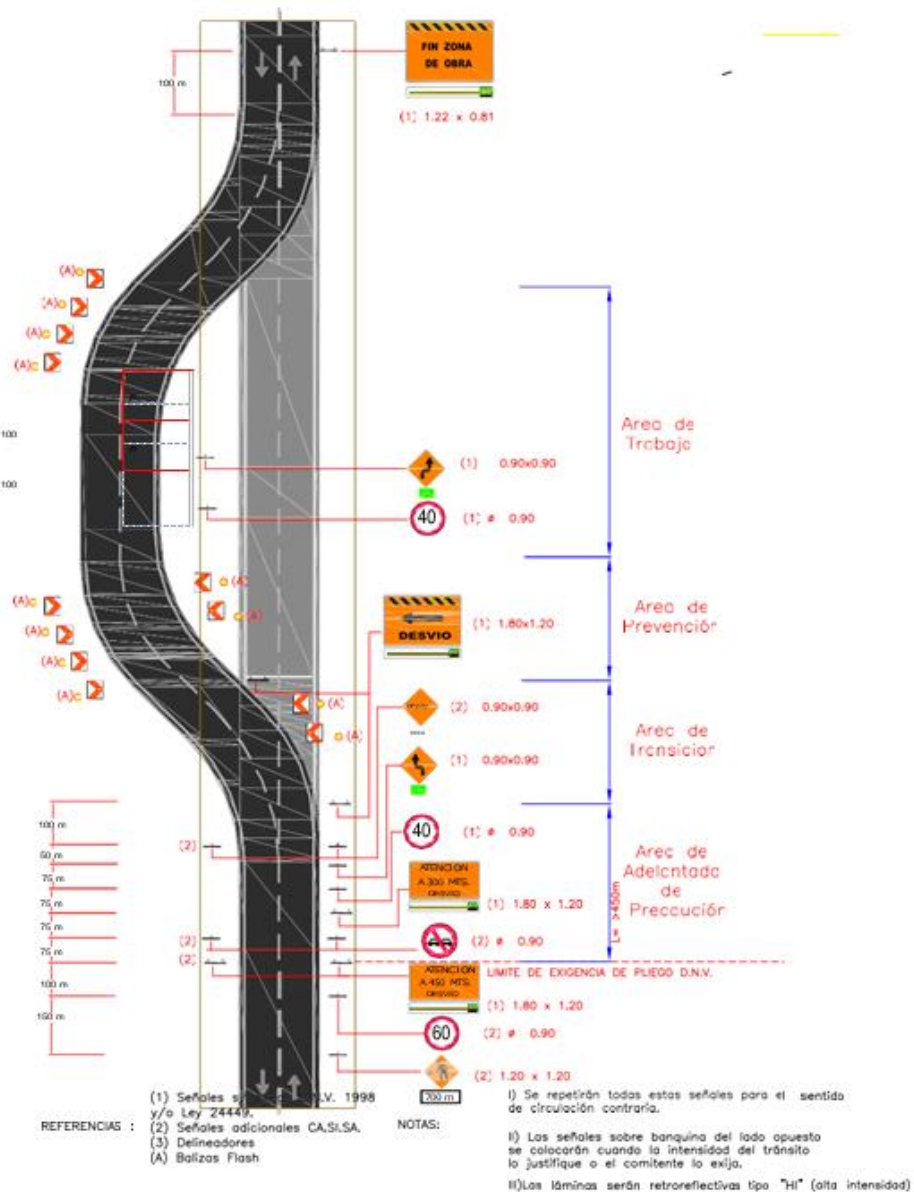 FIN ZONA
DE OBRA
100 m
(1) 1.22 x 0.81
(A)
(A)
(A)
(A)
100
100
Area de
Trabajo
(1) 0.90x0.90
40
(1) ø 0.90
(A)
(A)
(A)
(A)
(A)
(A)
DESVIO
(1) 1.80x1.20
Area de
Prevención
(A)
(A)
(2) 0.90x0.90
(1) 0.90x0.90
Area de
Transicion
100 m
50 m
75 m
75 m
75 m
75 m
100 m
150 m
(2)
(2)
(2)
40
(1) ø 0.90
ATENCION
A 300 MTS.
DESVIO
(1) 1.80 x 1.20
(2) ø 0.90
Area de
Adelantada
de
Precaución
L= >450m
LIMITE DE EXIGENCIA DE PLIEGO D.N.V.
ATENCION
A 450 MTS.
DESVIO
(1) 1.80 x 1.20
60
(2) ø 0.90
(2) 1.20 x 1.20
700 m
REFERENCIAS :
(1) Señales N.V. 1998
y/o Ley 24449.
(2) Señales adicionales CA.SI.SA.
(3) Delineadores
(A) Balizas Flash
NOTAS:
I) Se repetirán todas estas señales para el sentido
de circulación contraria.
II) Las señales sobre banquina del lado opuesto
se colocarán cuando la intensidad del tránsito
lo justifique o el comitente lo exija.
III)Las láminas serán retroreflectivas tipo "HI" (alta intensidad)